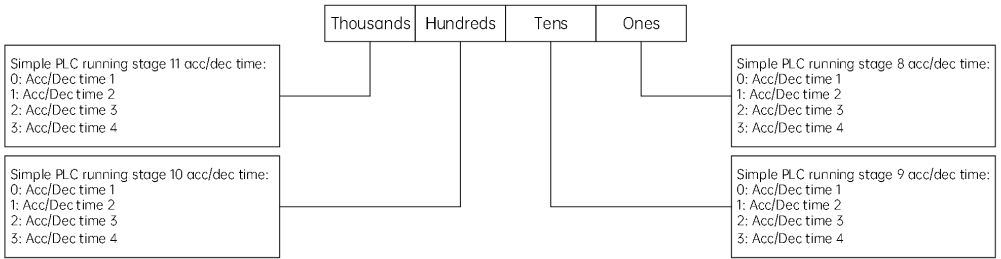 Thousands Hundreds Tens Ones
Simple PLC running stage 11 acc/dec time:
0: Acc/Dec time 1
1: Acc/Dec time 2
2: Acc/Dec time 3
3: Acc/Dec time 4
Simple PLC running stage 8 acc/dec time:
0: Acc/Dec time 1
1: Acc/Dec time 2
2: Acc/Dec time 3
3: Acc/Dec time 4
Simple PLC running stage 10 acc/dec time:
0: Acc/Dec time 1
1: Acc/Dec time 2
2: Acc/Dec time 3
3: Acc/Dec time 4
Simple PLC running stage 9 acc/dec time:
0: Acc/Dec time 1
1: Acc/Dec time 2
2: Acc/Dec time 3
3: Acc/Dec time 4